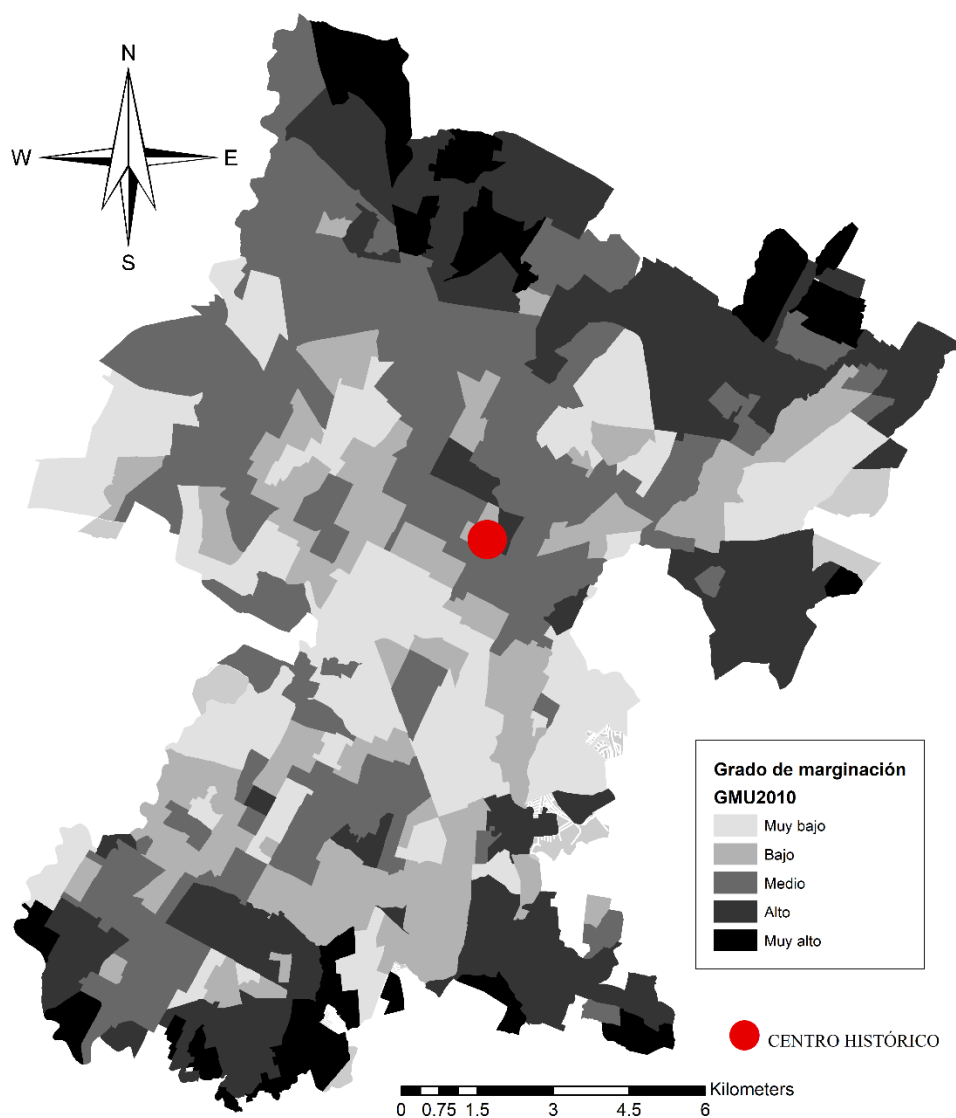 N
W E
S
Grado de marginación
GMU2010
Muy bajo
Bajo
Medio
Alto
Muy alto
CENTRO HISTÓRICO
Kilometers
0 0.75 1.5 3 4.5 6